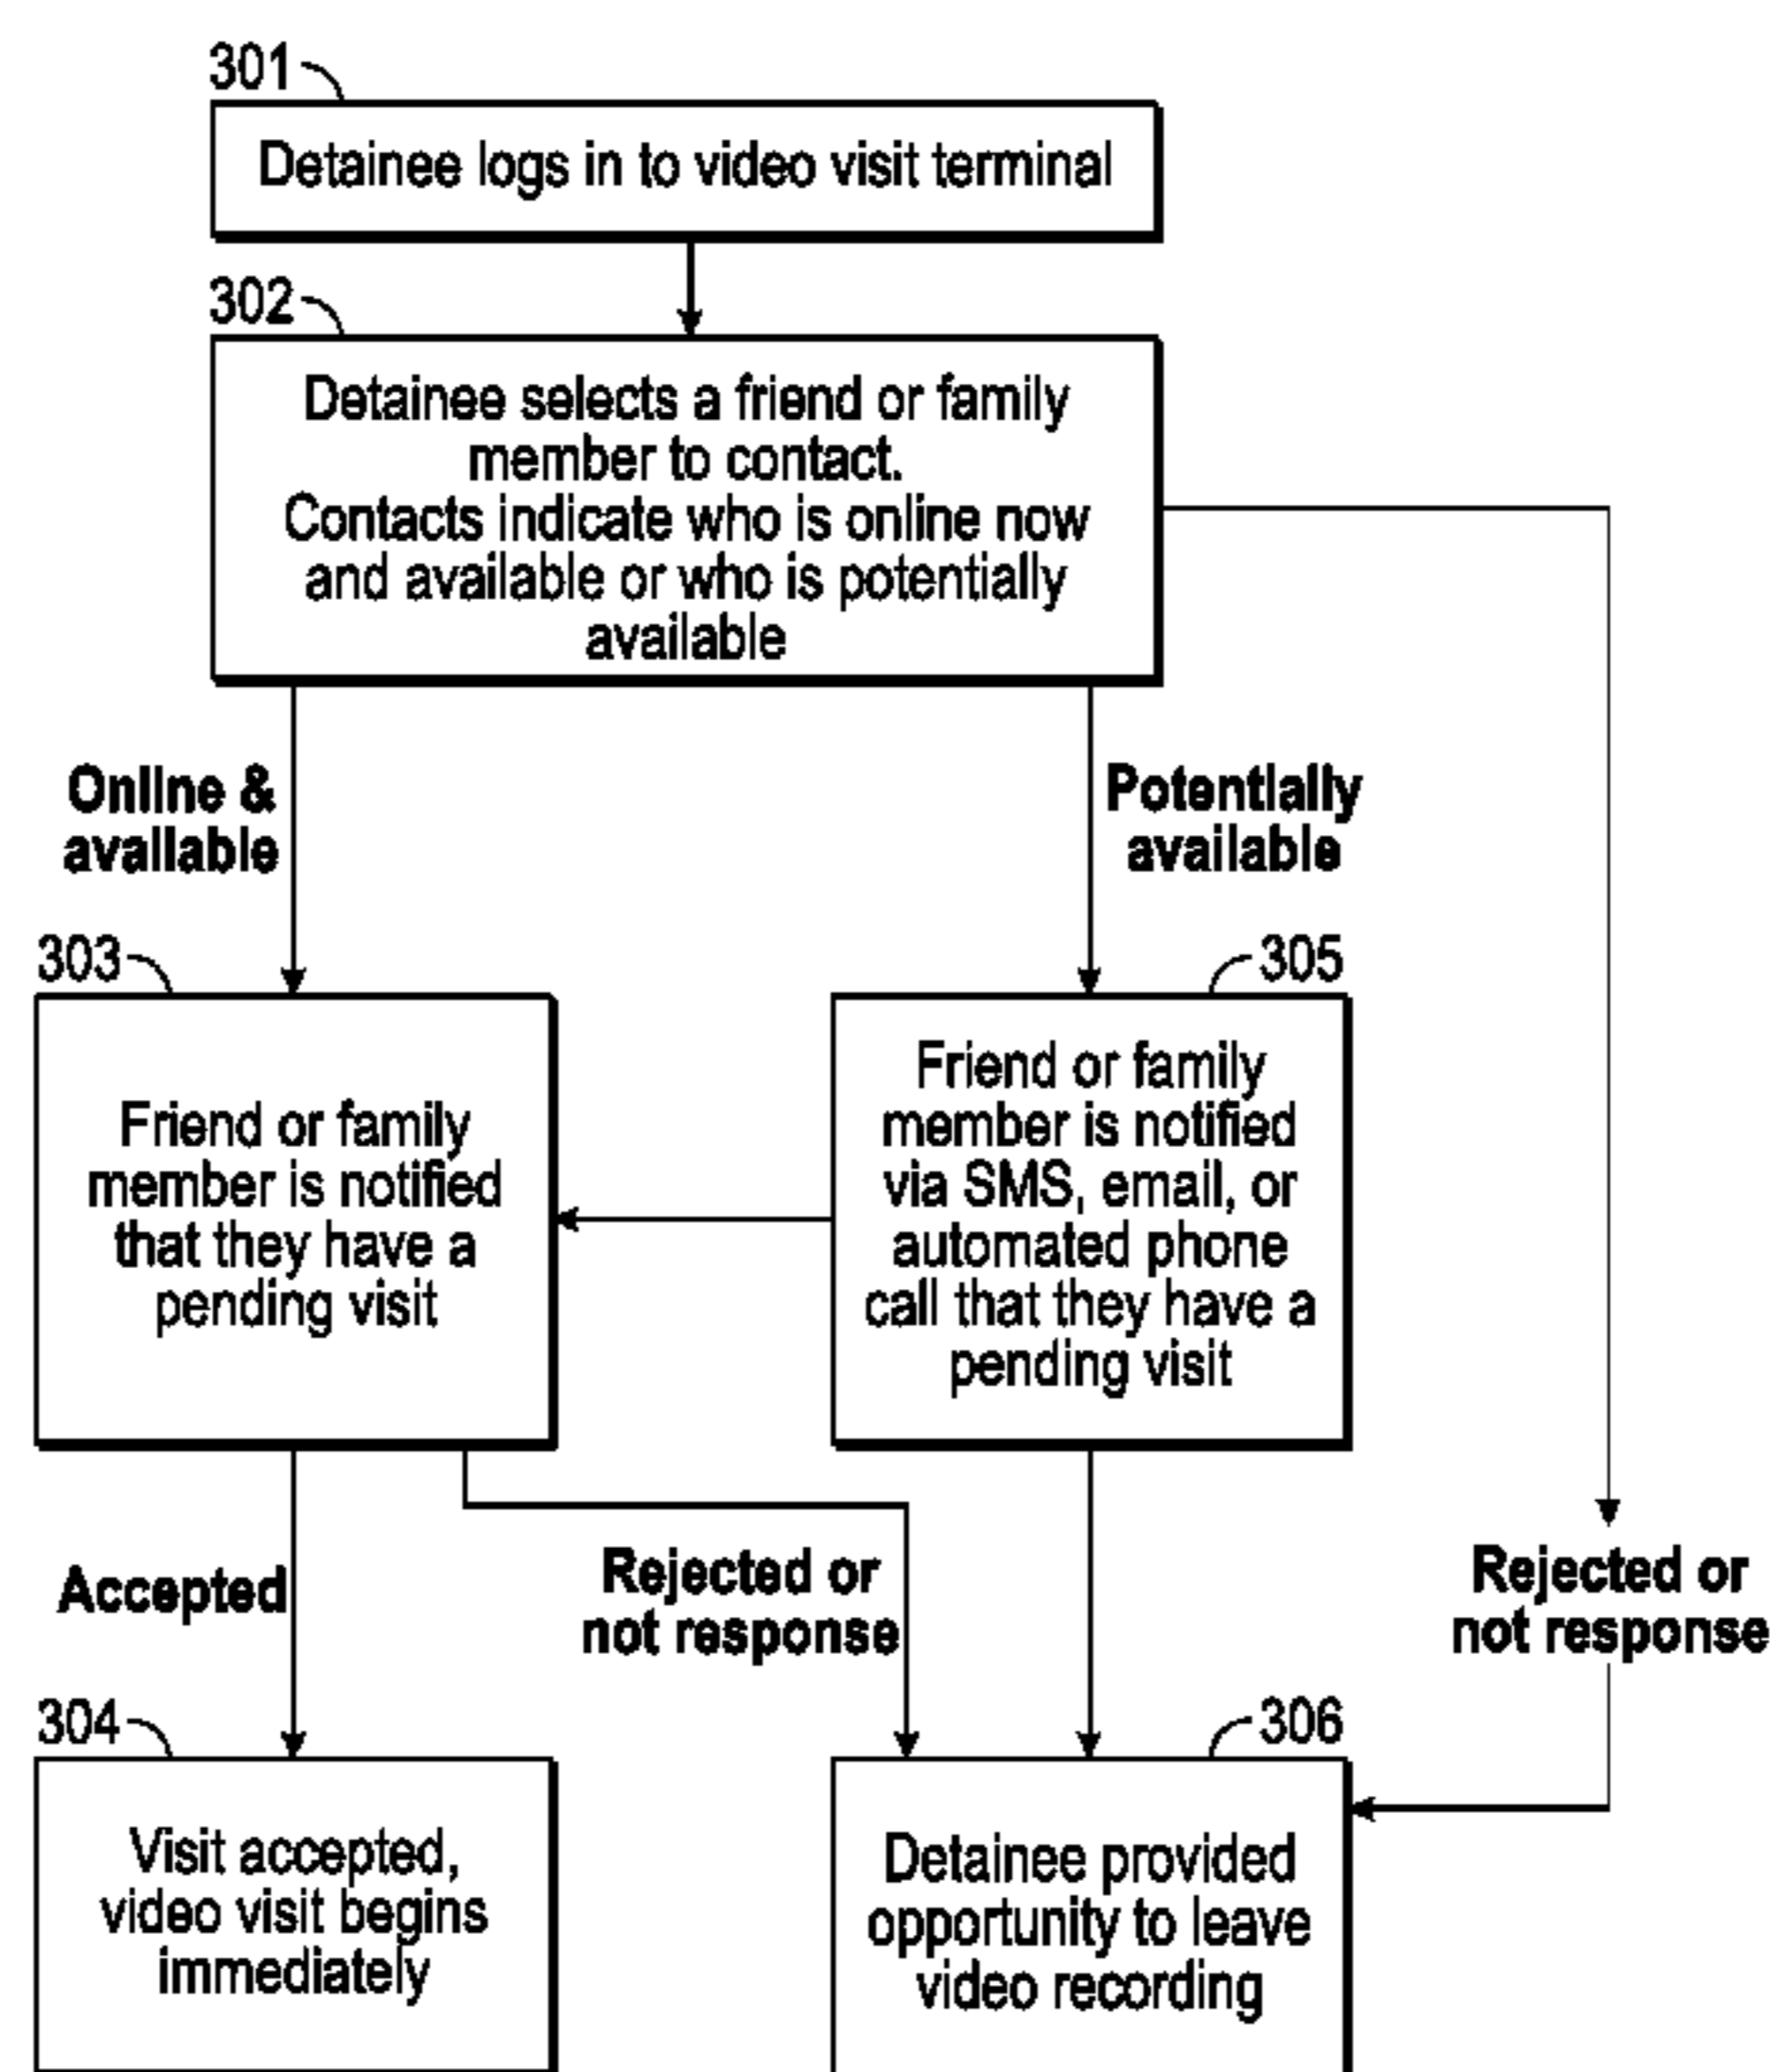 301
Detainee logs in to video visit terminal
302
Detainee selects a friend or family
member to contact.
Contacts indicate who is online now
and available or who is potentially
available
Online &
available
Potentially
available
303
Friend or family
member is notified
that they have a
pending visit
305
Friend or family
member is notified
via SMS, email, or
automated phone
call that they have a
pending visit
Accepted
Rejected or
not response
Rejected or
not response
304
Visit accepted,
video visit begins
immediately
306
Detainee provided
opportunity to leave
video recording